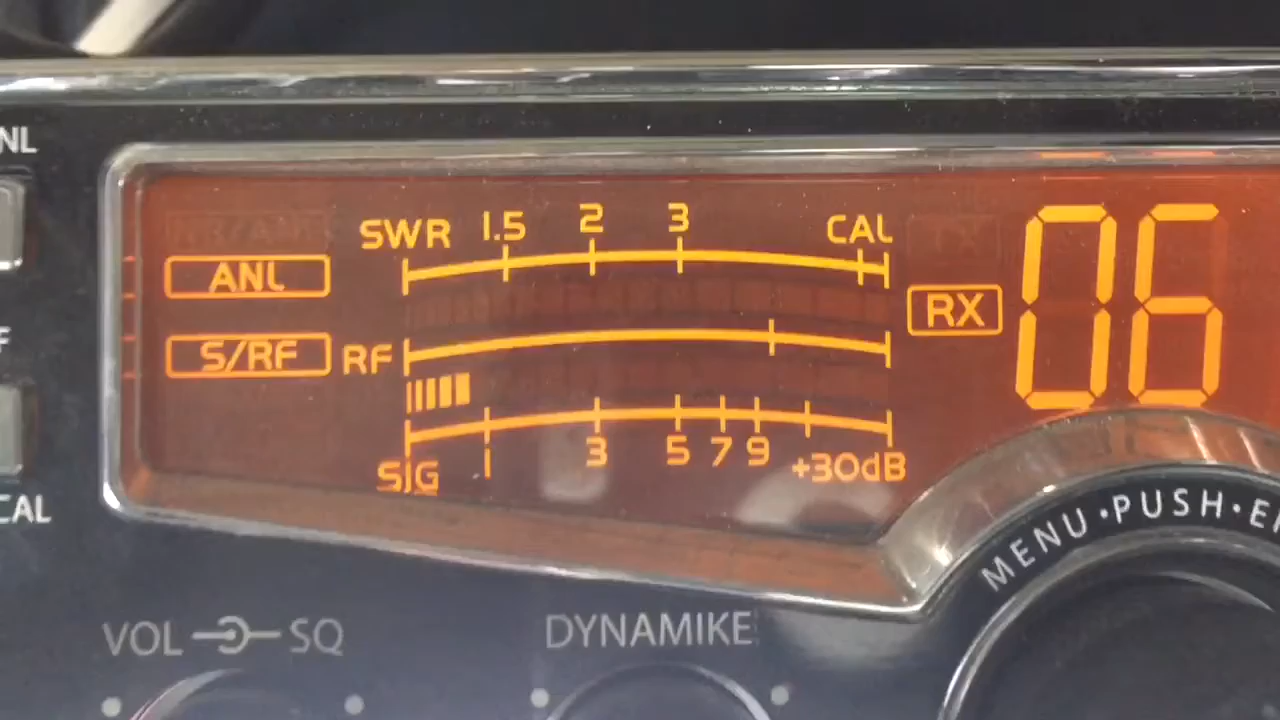 NL
SWR 1.5 2 3 CAL
ANL
RX
06
S/RF RF
F
1 3 5 7 9 +30dB
SIG
CAL
MENU•PUSH•E
VOL SQ
DYNAMIKE